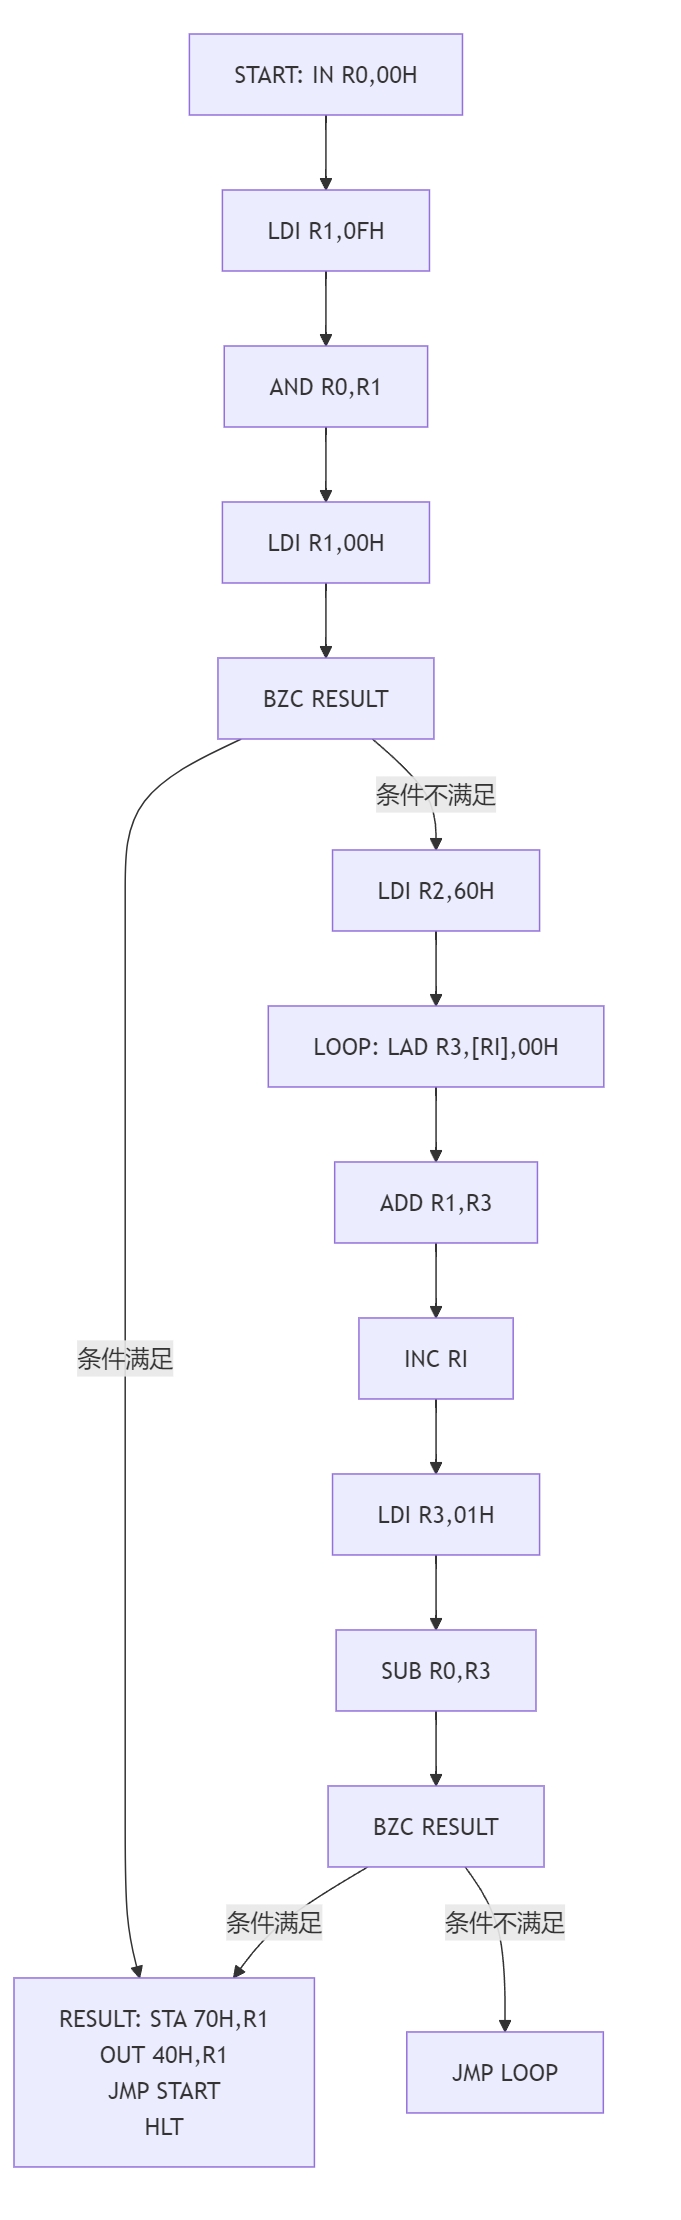 START: IN R0,00H
LDI R1,0FH
AND R0,R1
LDI R1,00H
BZC RESULT
条件不满足
LDI R2,60H
LOOP: LAD R3,[RI],00H
ADD R1,R3
INC RI
条件满足
LDI R3,01H
SUB R0,R3
BZC RESULT
条件满足
条件不满足
RESULT: STA 70H,R1
OUT 40H,R1
JMP START
HLT
JMP LOOP